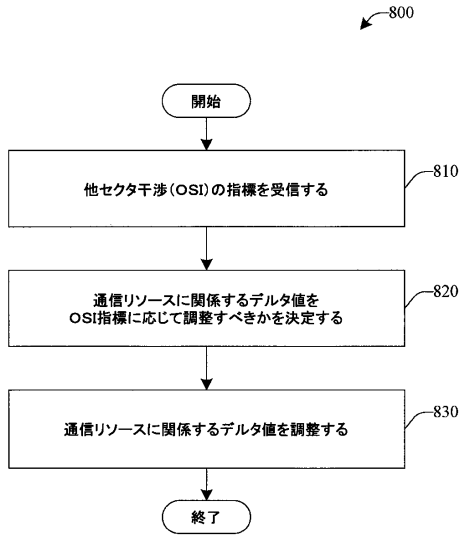 800
開始
他セクタ干渉(OSI)の指標を受信する
810
通信リソースに関係するデルタ値を
OSI指標に応じて調整すべきかを決定する
820
通信リソースに関係するデルタ値を調整する
830
終了